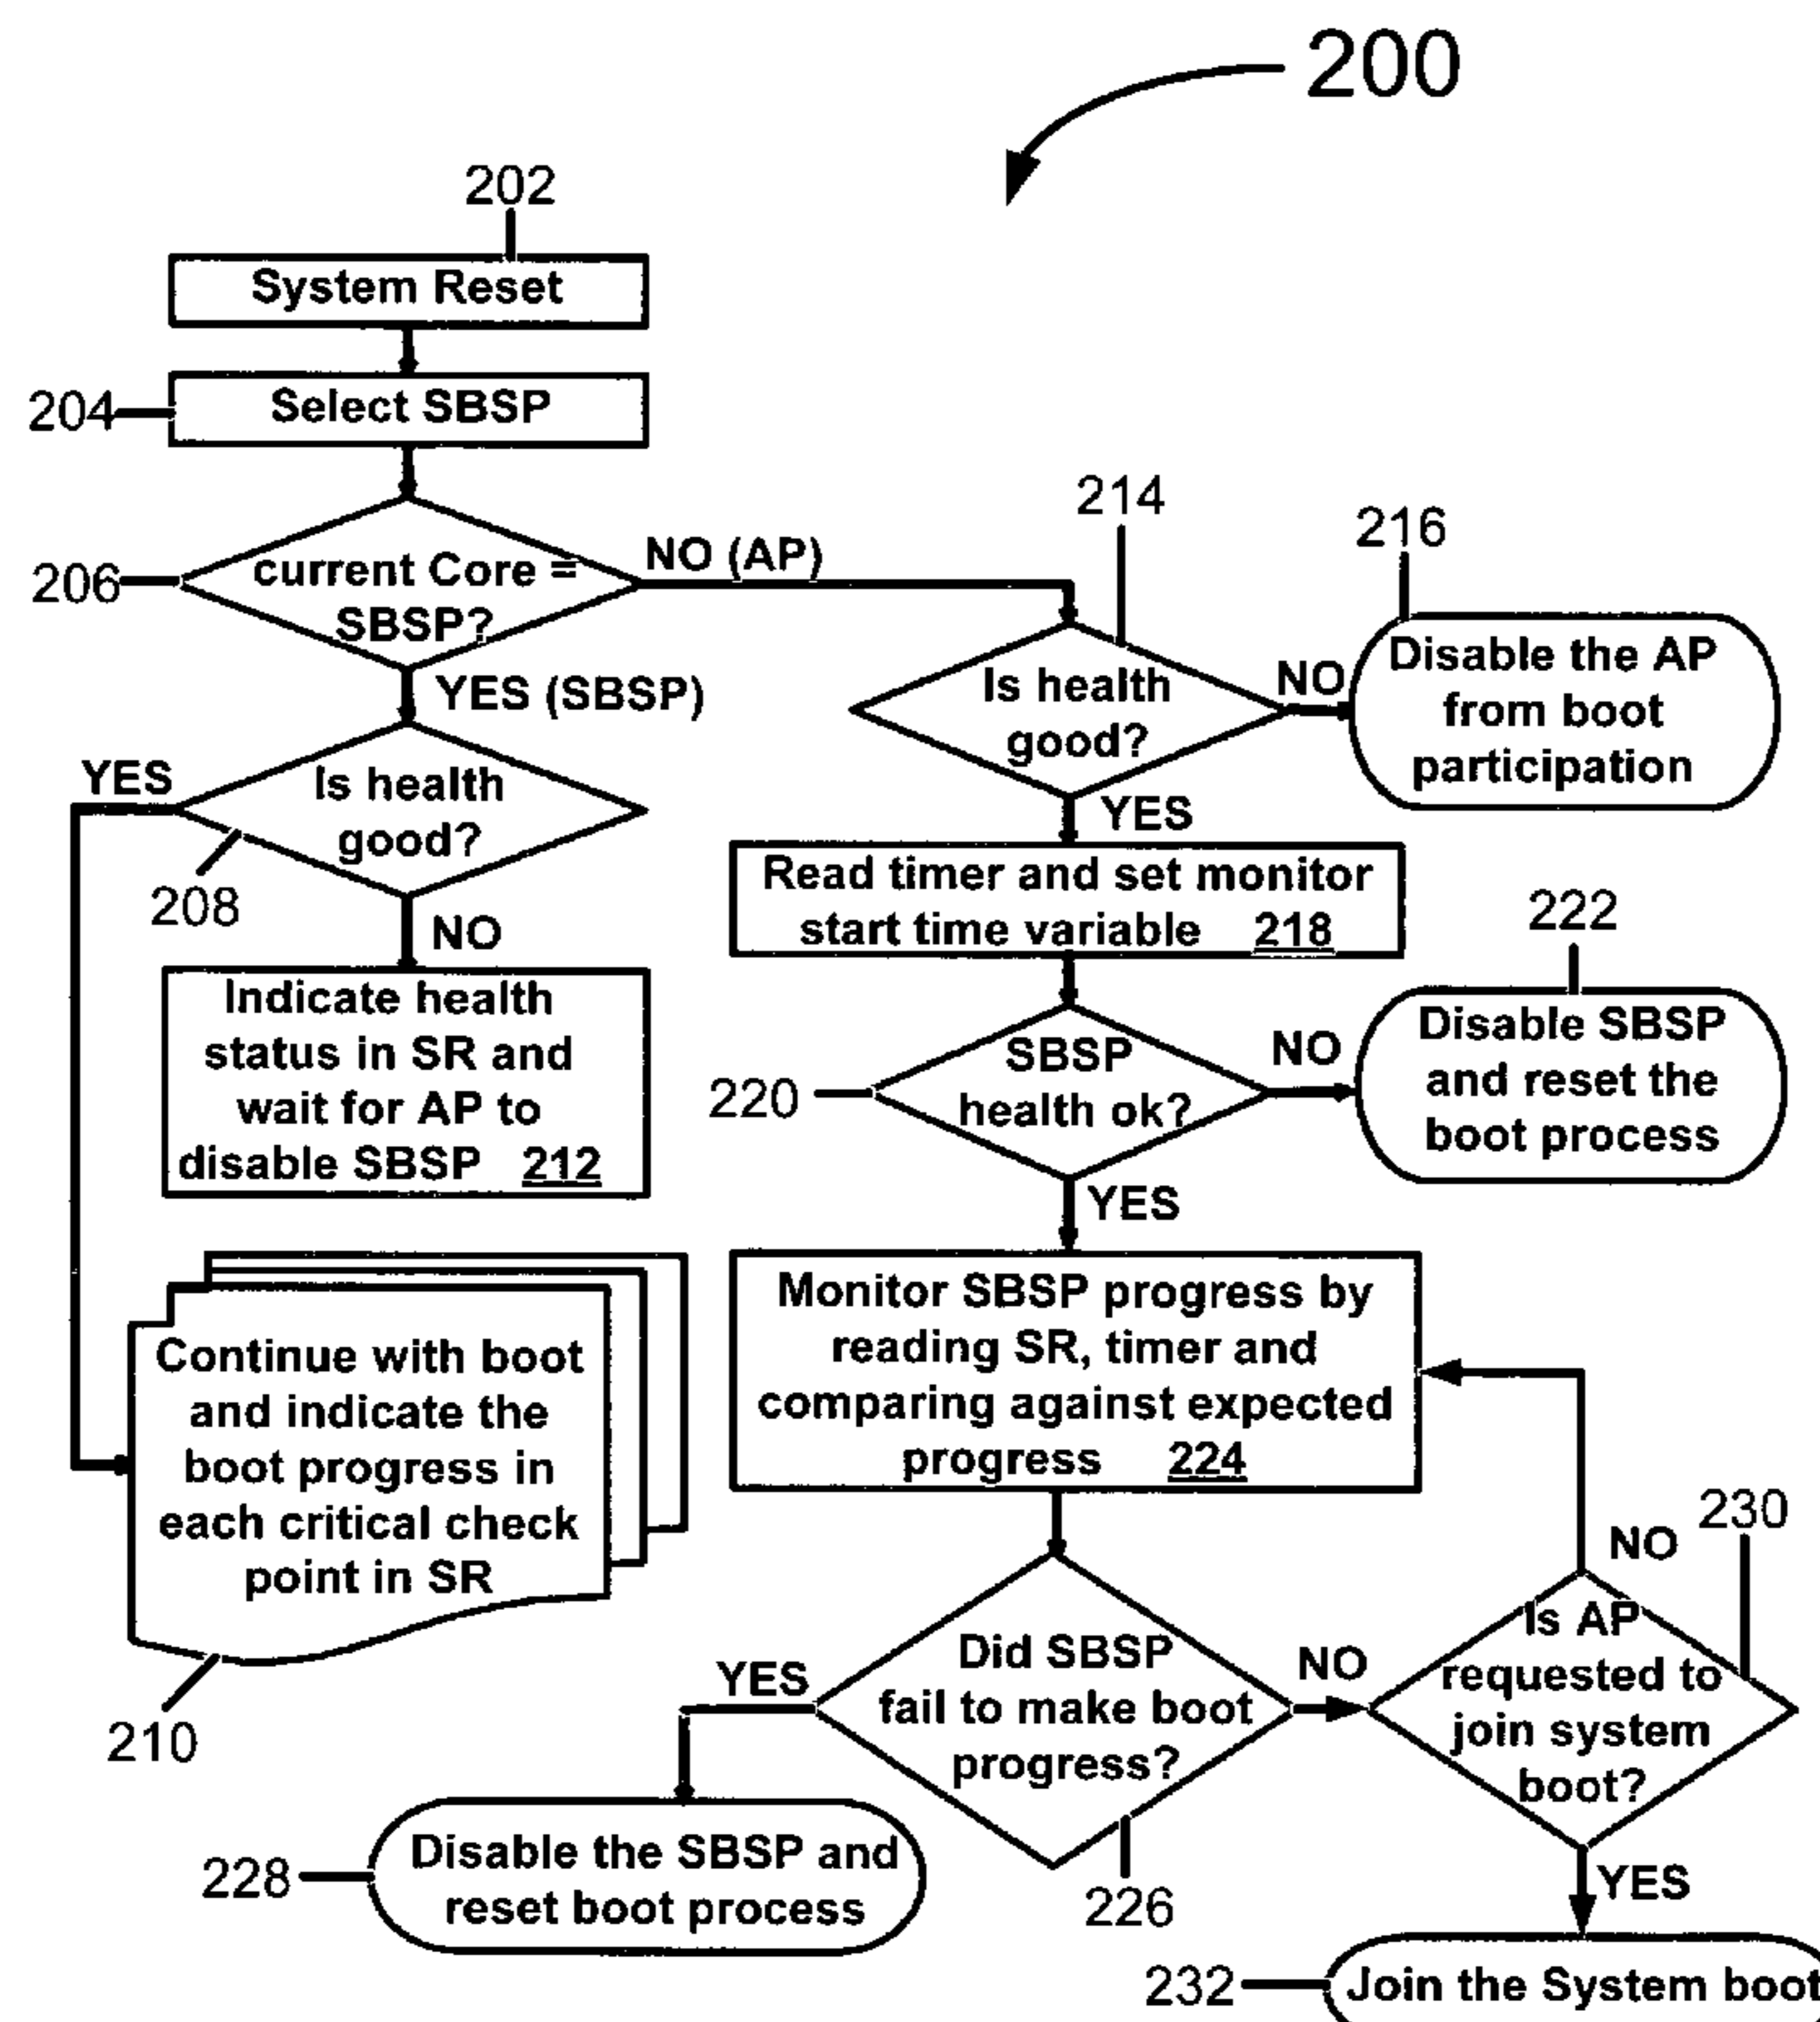 200
202
System Reset
204
Select SBSP
206
current Core =
SBSP?
NO (AP)
YES (SBSP)
214
Is health
good?
NO
216
Disable the AP
from boot
participation
YES
Is health
good?
208
NO
YES
Read timer and set monitor
start time variable 218
Indicate health
status in SR and
wait for AP to
disable SBSP 212
220
SBSP
health ok?
NO
222
Disable SBSP
and reset the
boot process
YES
Continue with boot
and indicate the
boot progress in
each critical check
point in SR
210
Monitor SBSP progress by
reading SR, timer and
comparing against expected
progress 224
NO
230
Did SBSP
fail to make boot
progress?
226
YES
NO
Is AP
requested to
join system
boot?
228
Disable the SBSP and
reset boot process
YES
232
Join the System boot